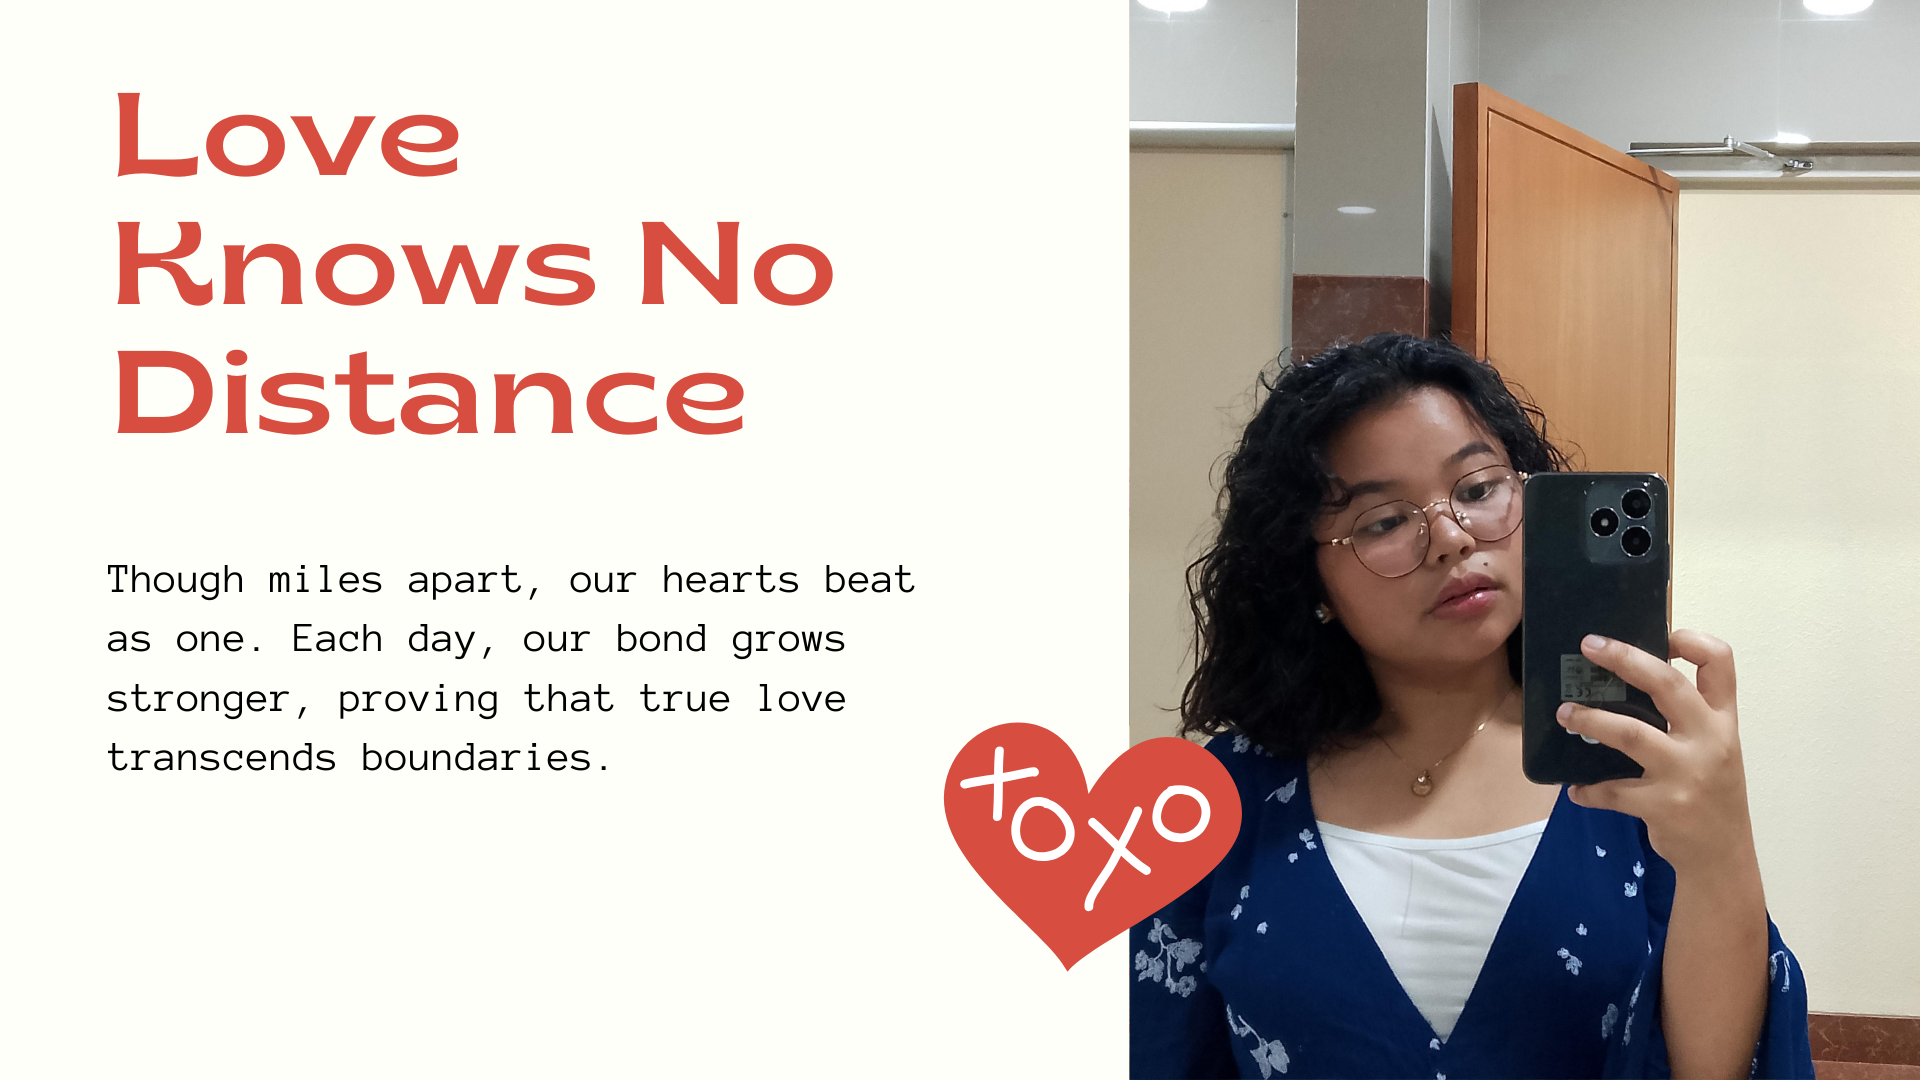 Love
Knows No
Distance
Though miles apart, our hearts beat
as one. Each day, our bond grows
stronger, proving that true love
transcends boundaries.
XOXO